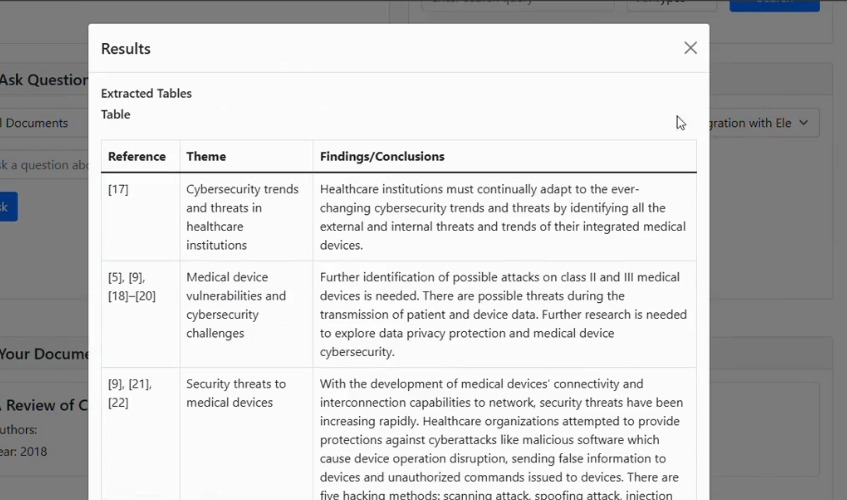 Results
Extracted Tables
Table
Reference Theme Findings/Conclusions
[17]
Cybersecurity trends
and threats in
healthcare
institutions
Healthcare institutions must continually adapt to the ever-
changing cybersecurity trends and threats by identifying all the
external and internal threats and trends of their integrated medical
devices.
[5], [9],
[18]–[20]
Medical device
vulnerabilities and
cybersecurity
challenges
Further identification of possible attacks on class II and III medical
devices is needed. There are possible threats during the
transmission of patient and device data. Further research is needed
to explore data privacy protection and medical device
cybersecurity.
[9], [21],
[22]
Security threats to
medical devices
With the development of medical devices' connectivity and
interconnection capabilities to network, security threats have been
increasing rapidly. Healthcare organizations attempted to provide
protections against cyberattacks like malicious software which
cause device operation disruption, sending false information to
devices and unauthorized commands issued to devices. There are
five hacking methods: scanning attack, spoofing attack, injection
Ask Question
Documents
a question
with Ele
Your
Review of
2018